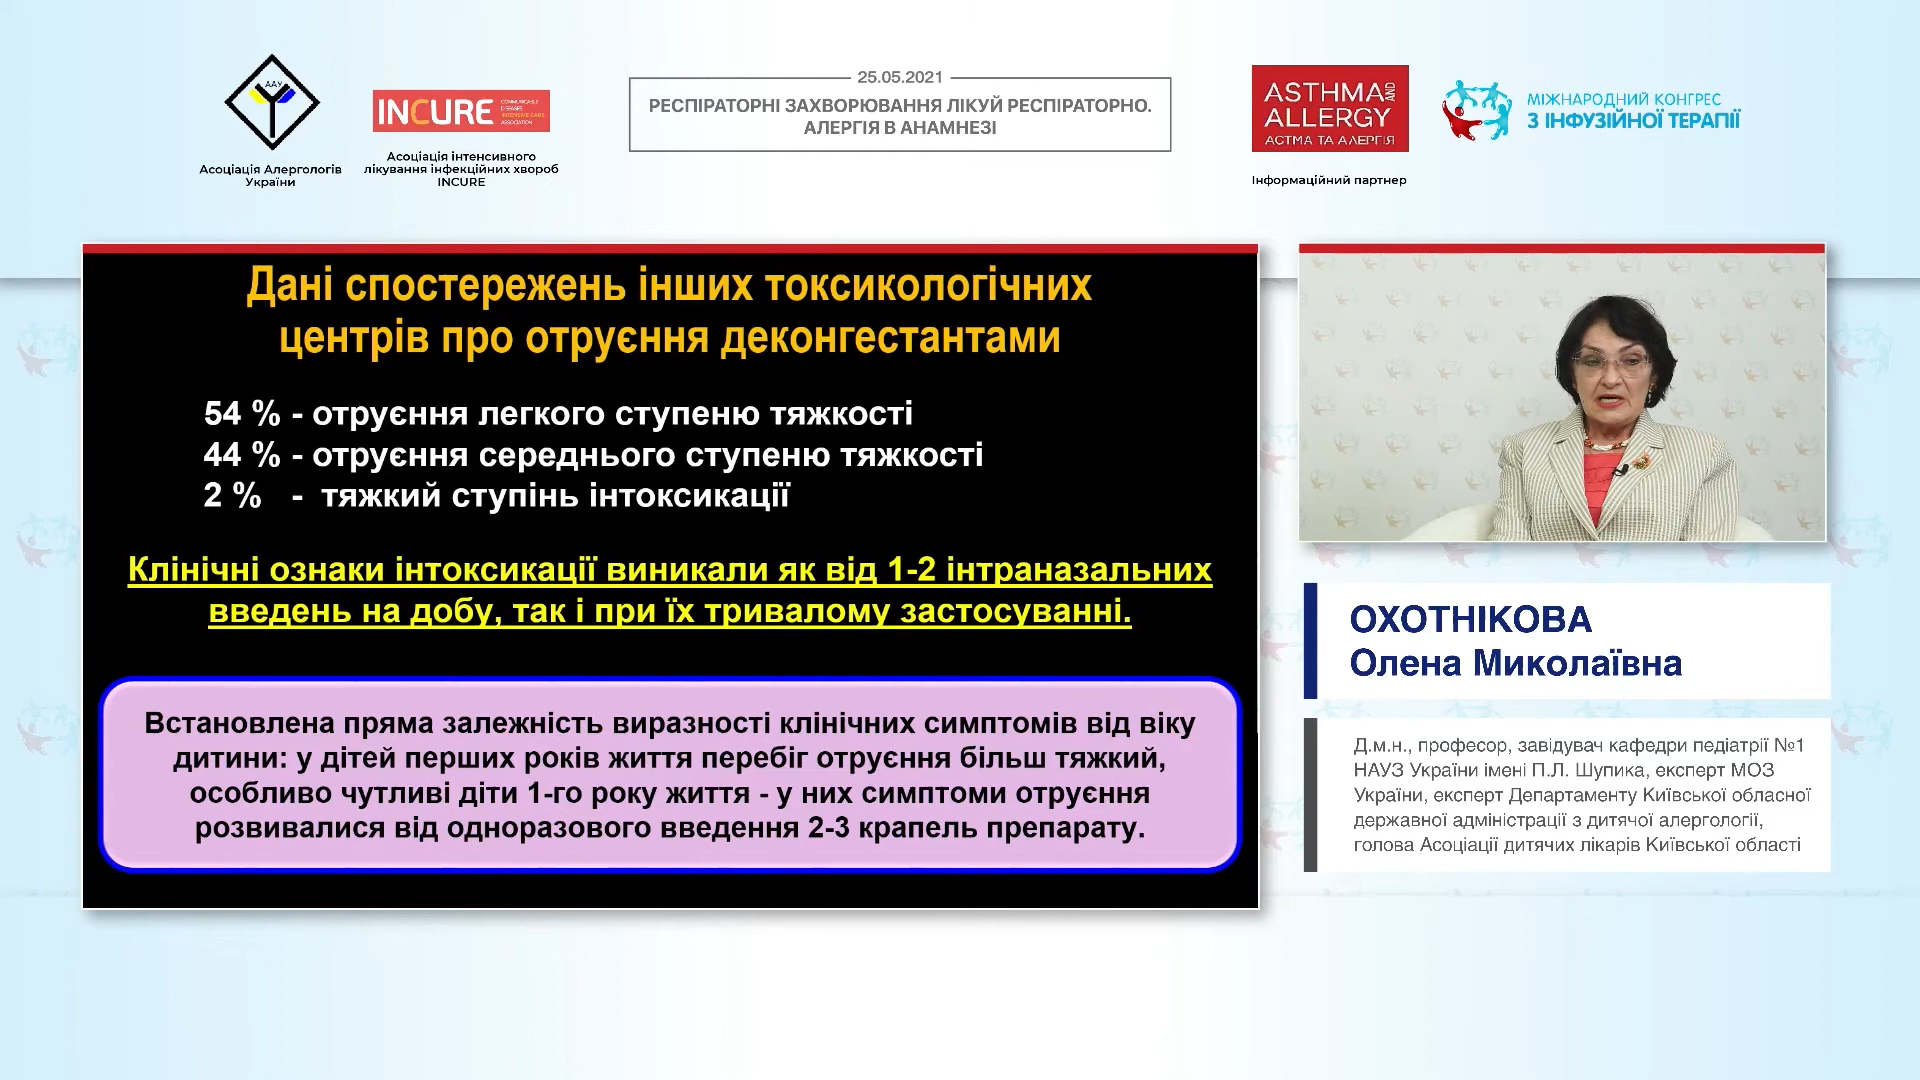 ААУ
Асоціація Алергологів
України
INCURE
COMMUNICABLE
DISEASES
INTENSIVE CARE
ASSOCIATION
Асоціація інтенсивного
лікування інфекційних хвороб
INCURE
25.05.2021
РЕСПІРАТОРНІ ЗАХВОРЮВАННЯ ЛІКУЙ РЕСПІРАТОРНО.
АЛЕРГІЯ В АНАМНЕЗІ
ASTHMA AND
ALLERGY
АСТМА ТА АЛЕРГІЯ
Інформаційний партнер
МІЖНАРОДНИЙ КОНГРЕС
З ІНФУЗІЙНОЇ ТЕРАПІЇ
Дані спостережень інших токсикологічних
центрів про отруєння деконгестантами
54 % - отруєння легкого ступеню тяжкості
44 % - отруєння середнього ступеню тяжкості
2 % - тяжкий ступінь інтоксикації
Клінічні ознаки інтоксикації виникали як від 1-2 інтраназальних
введень на добу, так і при їх тривалому застосуванні.
Встановлена пряма залежність виразності клінічних симптомів від віку
дитини: у дітей перших років життя перебіг отруєння більш тяжкий,
особливо чутливі діти 1-го року життя - у них симптоми отруєння
розвивалися від одноразового введення 2-3 крапель препарату.
ОХОТНІКОВА
Олена Миколаївна
Д.м.н., професор, завідувач кафедри педіатрії №1
НАУЗ України імені П.Л. Шупика, експерт МОЗ
України, експерт Департаменту Київської обласної
державної адміністрації з дитячої алергології,
голова Асоціації дитячих лікарів Київської області